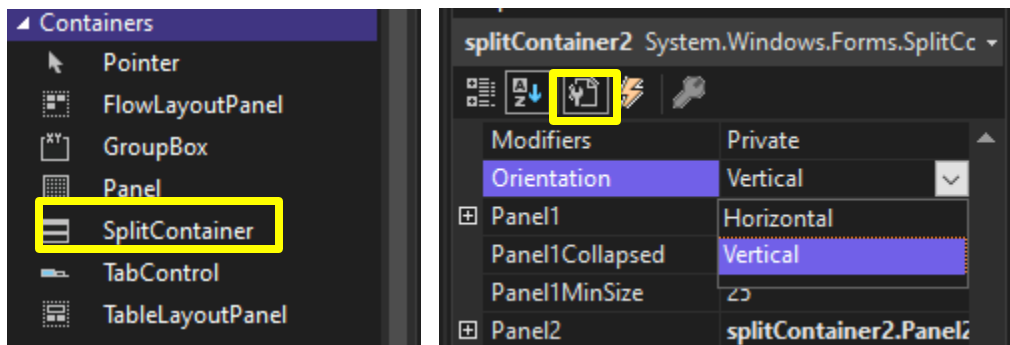 Containers
Pointer
FlowLayoutPanel
GroupBox
Panel
SplitContainer
TabControl
TableLayoutPanel
splitContainer2 System.Windows.Forms.SplitCc
Modifiers Private
Orientation Vertical
Panel1 Horizontal
Panel1Collapsed Vertical
Panel1MinSize 25
Panel2 splitContainer2.Panel2